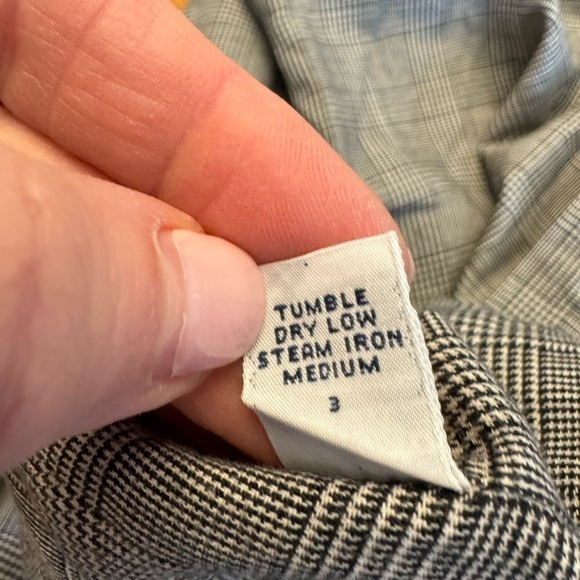 TUMBLE
DRY LOW
STEAM IRON
MEDIUM
3